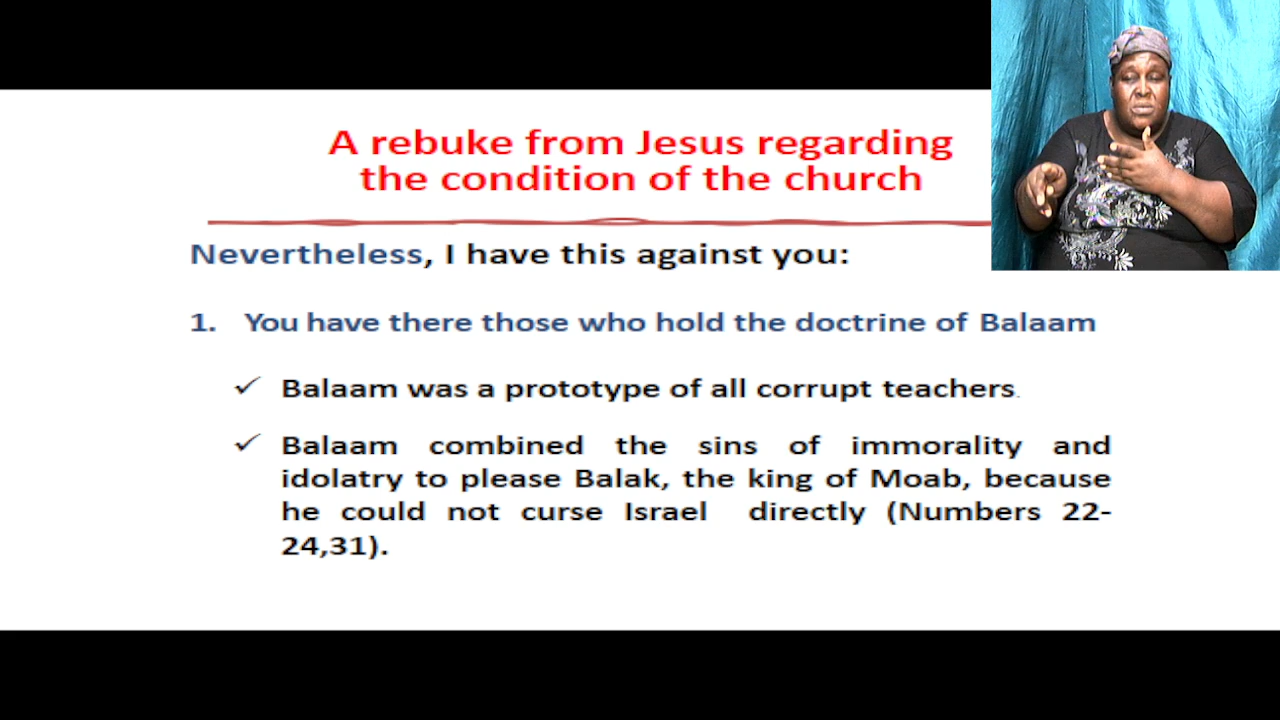 A rebuke from Jesus regarding
the condition of the church
Nevertheless, I have this against you:
1. You have there those who hold the doctrine of Balaam
✓ Balaam was a prototype of all corrupt teachers.
✓ Balaam combined the sins of immorality and
idolatry to please Balak, the king of Moab, because
he could not curse Israel directly (Numbers 22-
24,31).